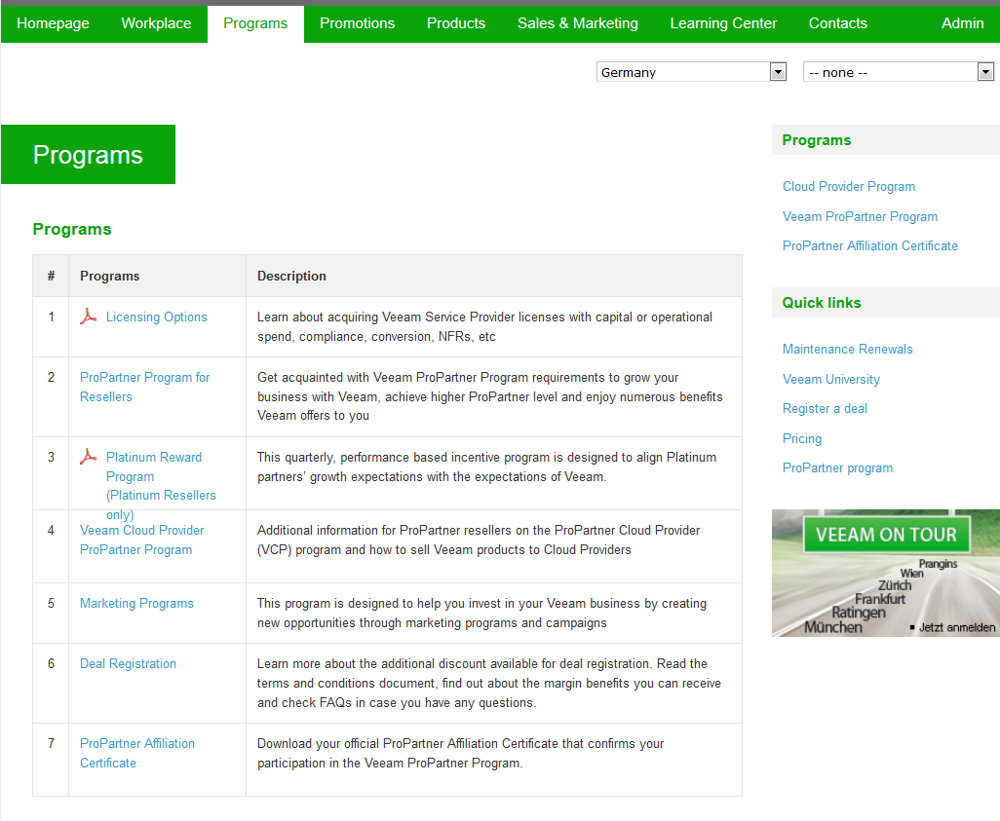 Homepage Workplace Programs Promotions Products Sales & Marketing Learning Center Contacts Admin
Germany -- none --
Programs
Programs
# Programs Description
1 Licensing Options Learn about acquiring Veeam Service Provider licenses with capital or operational
spend, compliance, conversion, NFRs, etc
2 ProPartner Program for Get acquainted with Veeam ProPartner Program requirements to grow your
Resellers business with Veeam, achieve higher ProPartner level and enjoy numerous benefits
Veeam offers to you
3 Platinum Reward This quarterly, performance based incentive program is designed to align Platinum
Program partners’ growth expectations with the expectations of Veeam.
(Platinum Resellers
only)
4 Veeam Cloud Provider Additional information for ProPartner resellers on the ProPartner Cloud Provider
ProPartner Program (VCP) program and how to sell Veeam products to Cloud Providers
5 Marketing Programs This program is designed to help you invest in your Veeam business by creating
new opportunities through marketing programs and campaigns
6 Deal Registration Learn more about the additional discount available for deal registration. Read the
terms and conditions document, find out about the margin benefits you can receive
and check FAQs in case you have any questions.
7 ProPartner Affiliation Download your official ProPartner Affiliation Certificate that confirms your
Certificate participation in the Veeam ProPartner Program.
Programs
Cloud Provider Program
Veeam ProPartner Program
ProPartner Affiliation Certificate
Quick links
Maintenance Renewals
Veeam University
Register a deal
Pricing
ProPartner program
VEEAM ON TOUR
Prangins
Wien
Zürich
Frankfurt
Ratingen
München
Jetzt anmelden